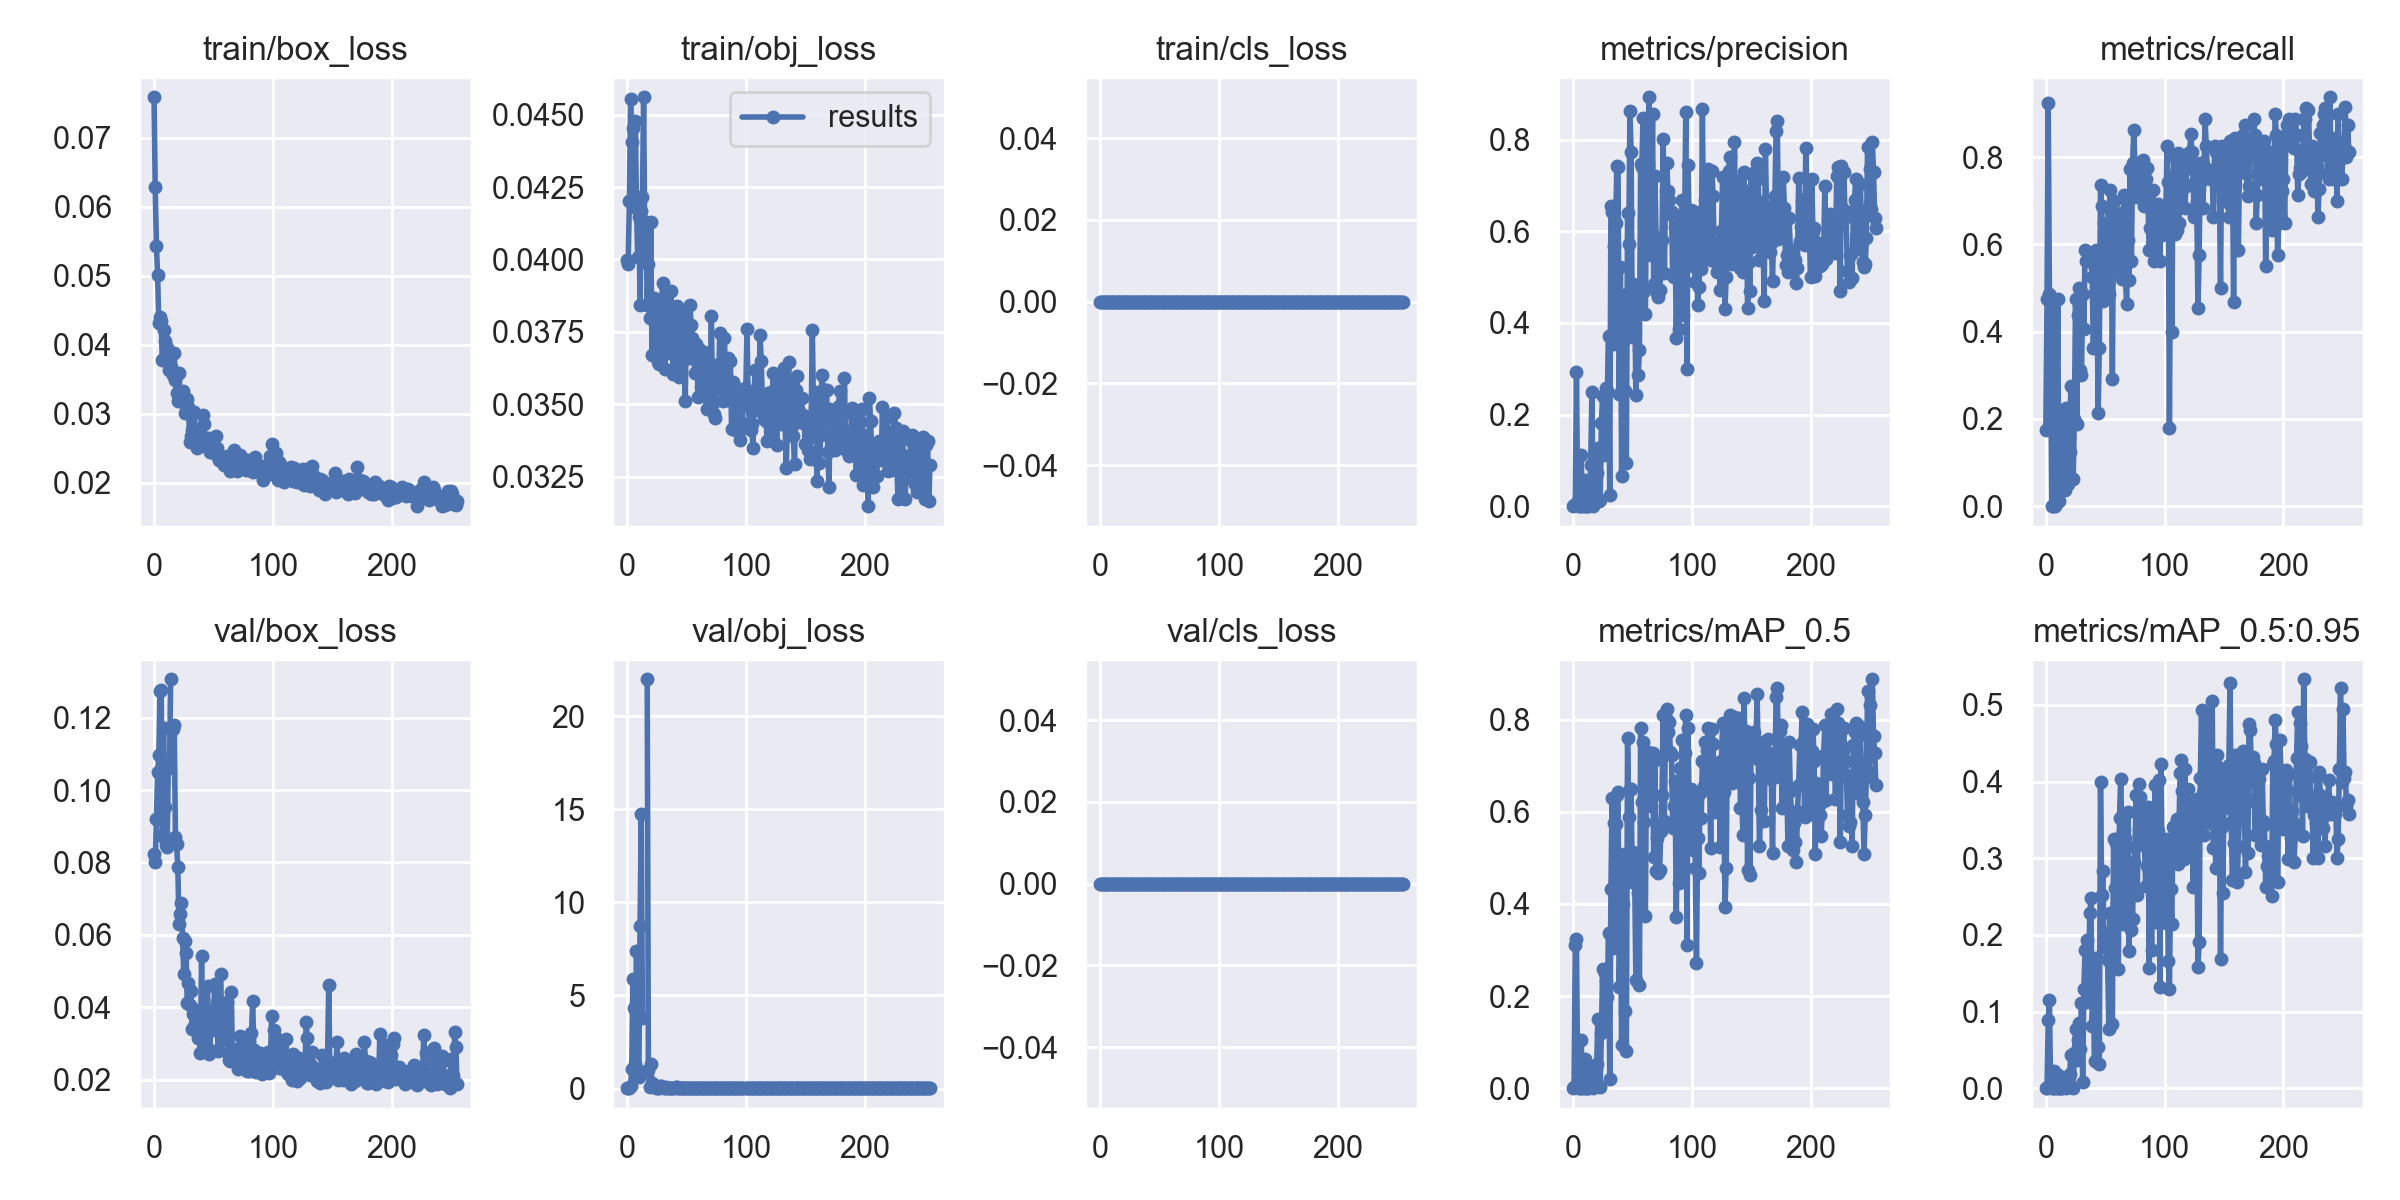 train/box_loss
0.07
0.06
0.05
0.04
0.03
0.02
0 100 200
train/obj_loss
results
0.0450
0.0425
0.0400
0.0375
0.0350
0.0325
0 100 200
train/cls_loss
0.04
0.02
0.00
−0.02
−0.04
0 100 200
metrics/precision
0.8
0.6
0.4
0.2
0.0
0 100 200
metrics/recall
0.8
0.6
0.4
0.2
0.0
0 100 200
val/box_loss
0.12
0.10
0.08
0.06
0.04
0.02
0 100 200
val/obj_loss
20
15
10
5
0
0 100 200
val/cls_loss
0.04
0.02
0.00
−0.02
−0.04
0 100 200
metrics/mAP_0.5
0.8
0.6
0.4
0.2
0.0
0 100 200
metrics/mAP_0.5:0.95
0.5
0.4
0.3
0.2
0.1
0.0
0 100 200